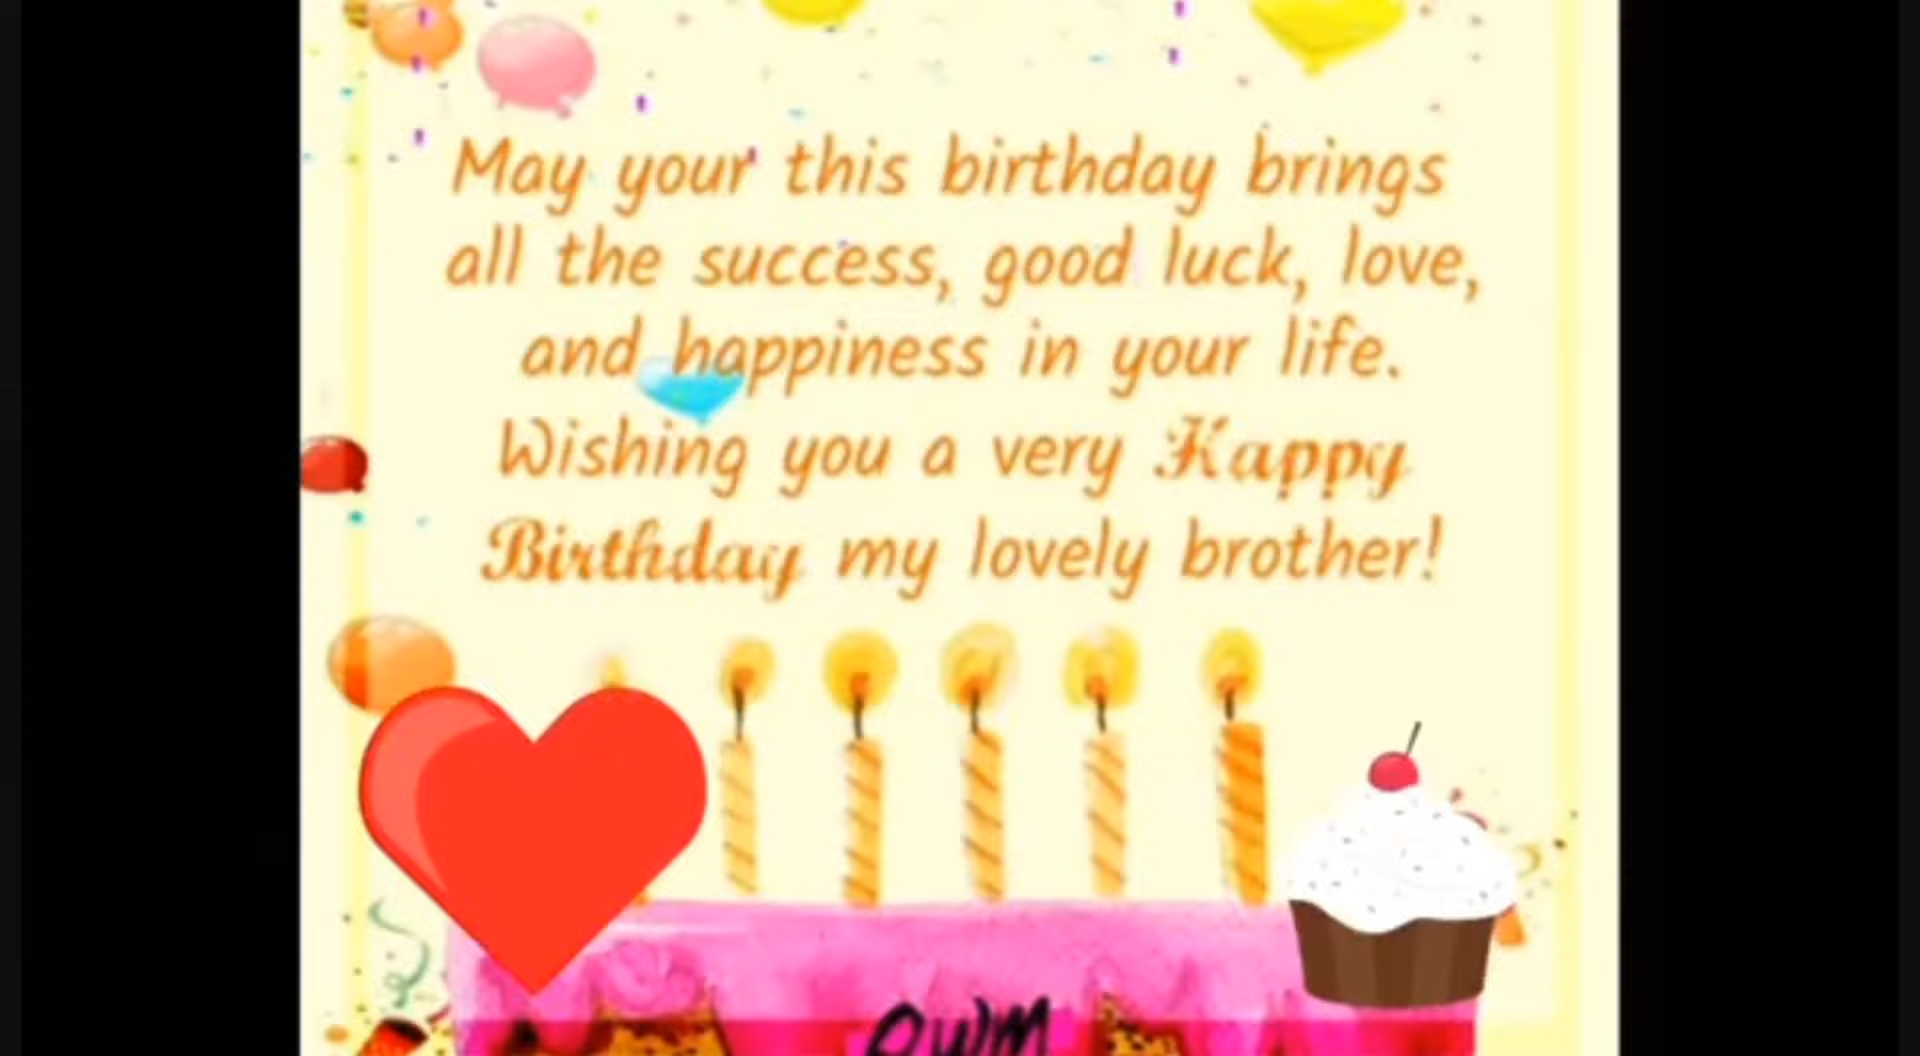 May your this birthday brings
all the success, good luck, love,
and happiness in your life.
Wishing you a very Happy
Birthday my lovely brother!
owm